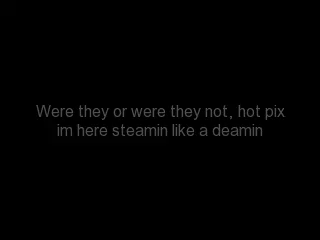 Were they or were they not, hot pix
im here steamin like a deamin